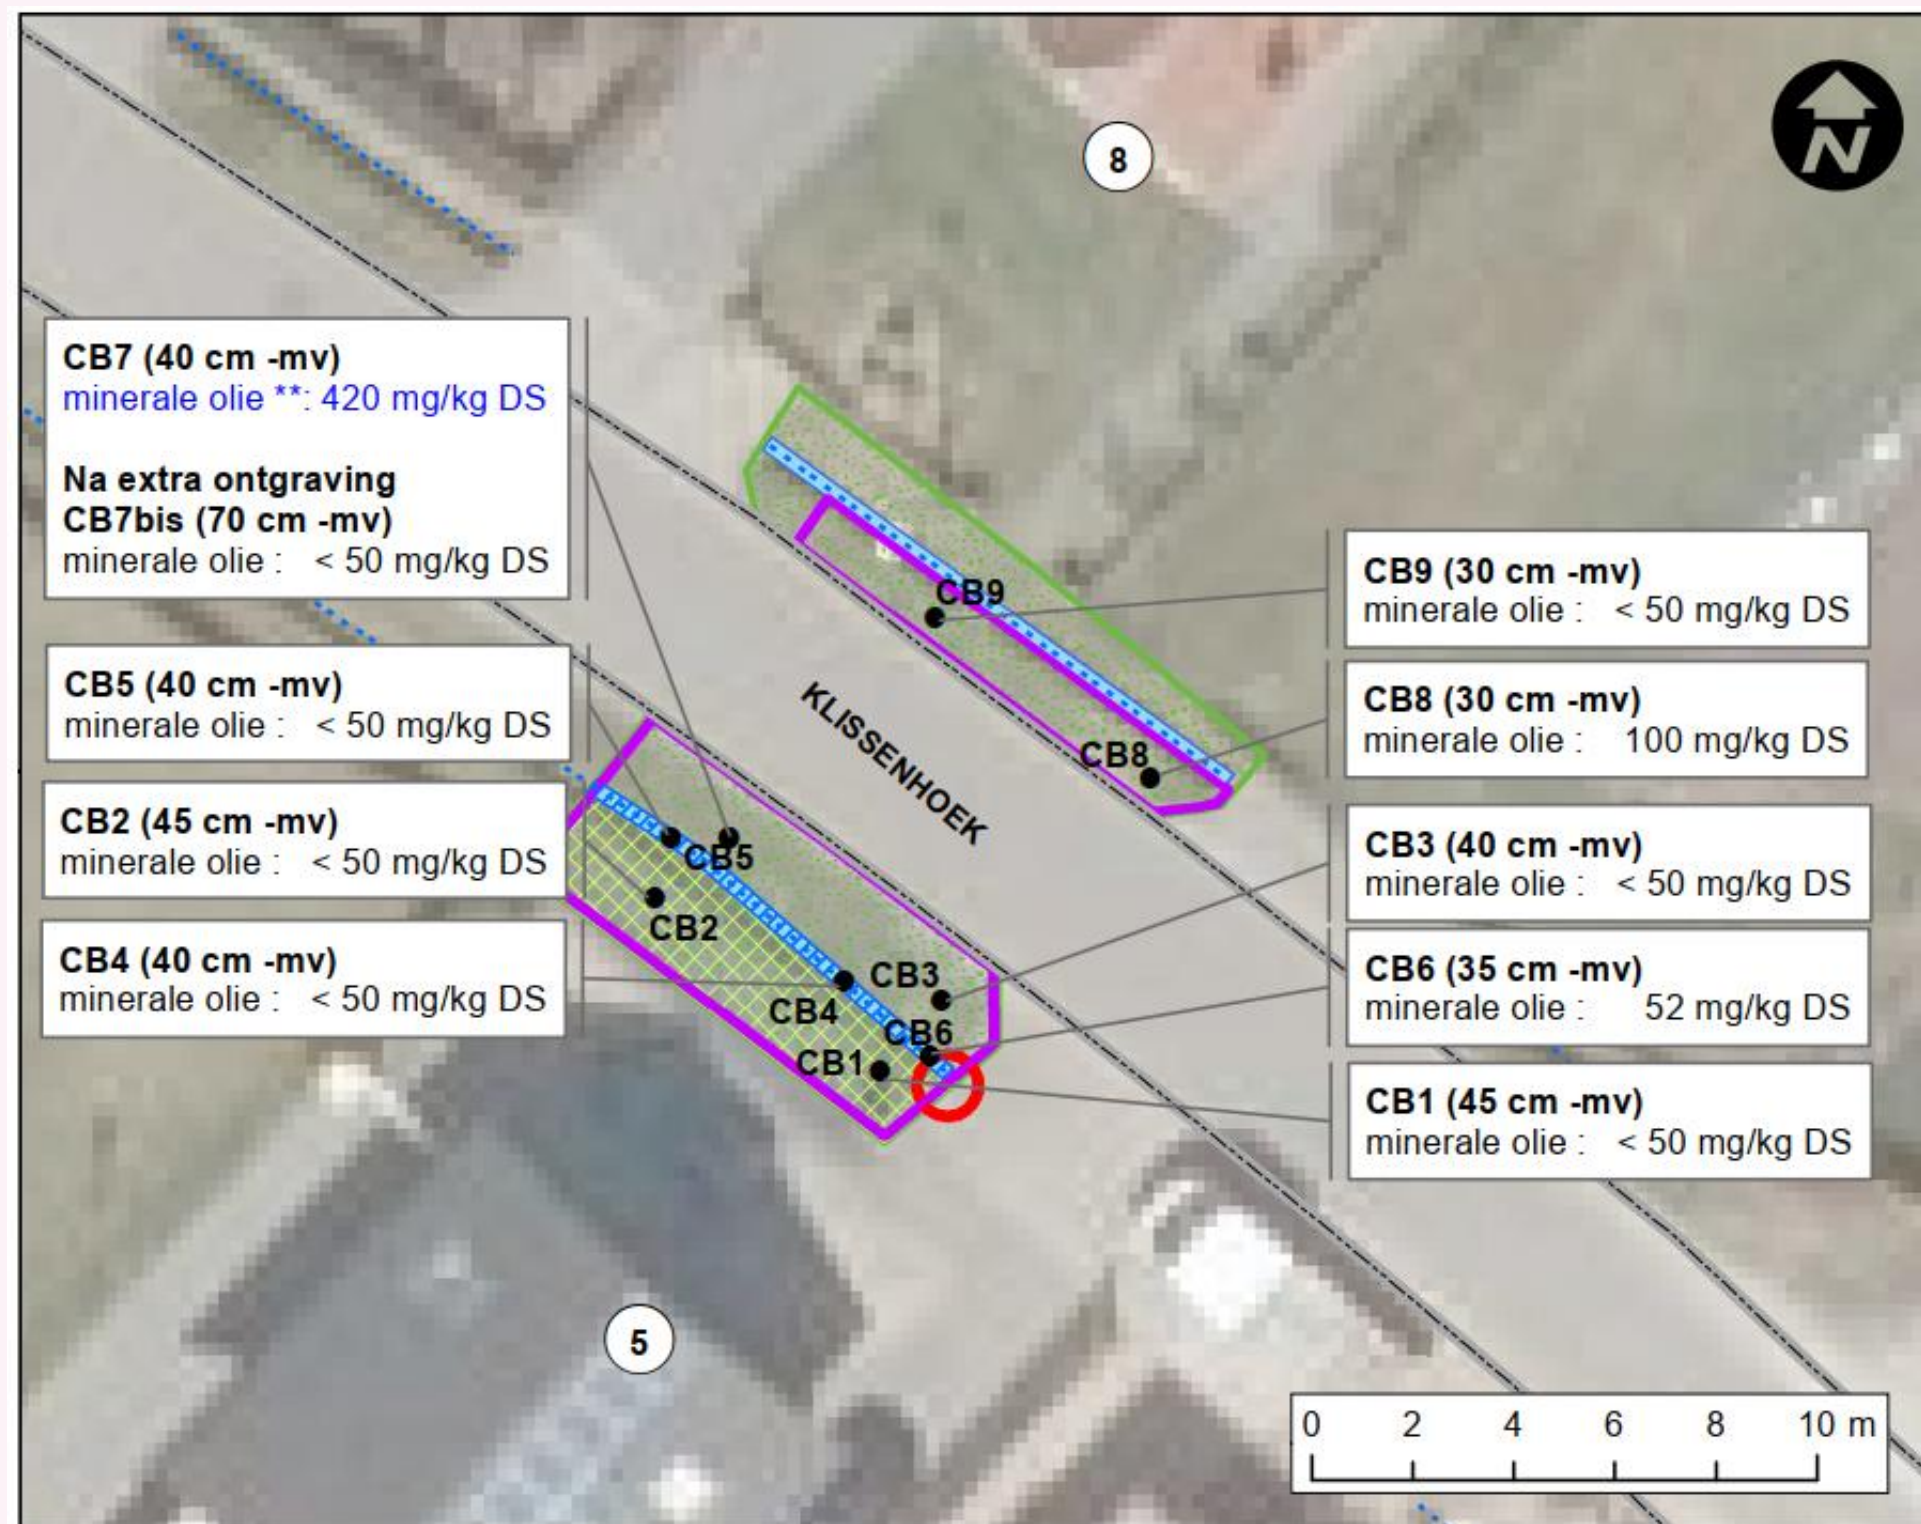 8
N
CB7 (40 cm -mv)
minerale olie **: 420 mg/kg DS
Na extra ontgraving
CB7bis (70 cm -mv)
minerale olie : < 50 mg/kg DS
CB5 (40 cm -mv)
minerale olie : < 50 mg/kg DS
CB2 (45 cm -mv)
minerale olie : < 50 mg/kg DS
CB4 (40 cm -mv)
minerale olie : < 50 mg/kg DS
CB9
CB8
KLISSENHOEK
CB5
CB2
CB3
CB4
CB6
CB1
CB9 (30 cm -mv)
minerale olie : < 50 mg/kg DS
CB8 (30 cm -mv)
minerale olie : 100 mg/kg DS
CB3 (40 cm -mv)
minerale olie : < 50 mg/kg DS
CB6 (35 cm -mv)
minerale olie : 52 mg/kg DS
CB1 (45 cm -mv)
minerale olie : < 50 mg/kg DS
5
0 2 4 6 8 10 m